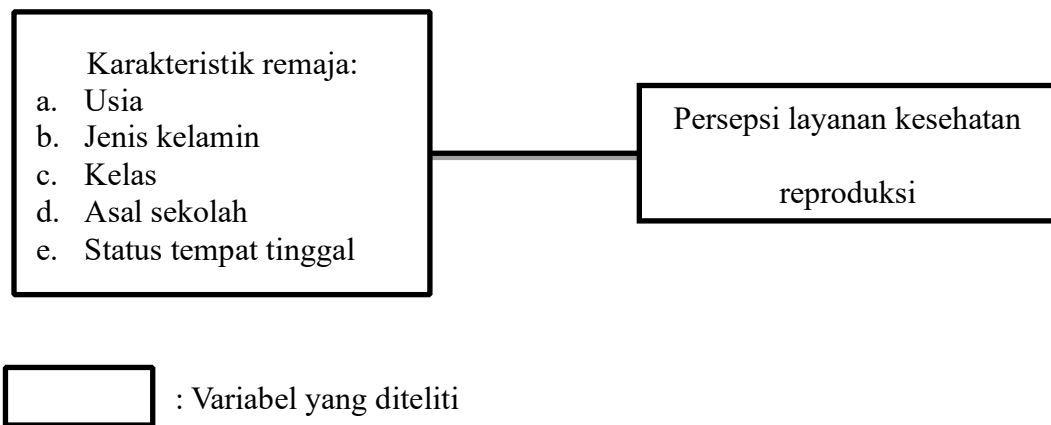 Karakteristik remaja:
a. Usia
b. Jenis kelamin
c. Kelas
d. Asal sekolah
e. Status tempat tinggal
Persepsi layanan kesehatan
reproduksi
: Variabel yang diteliti